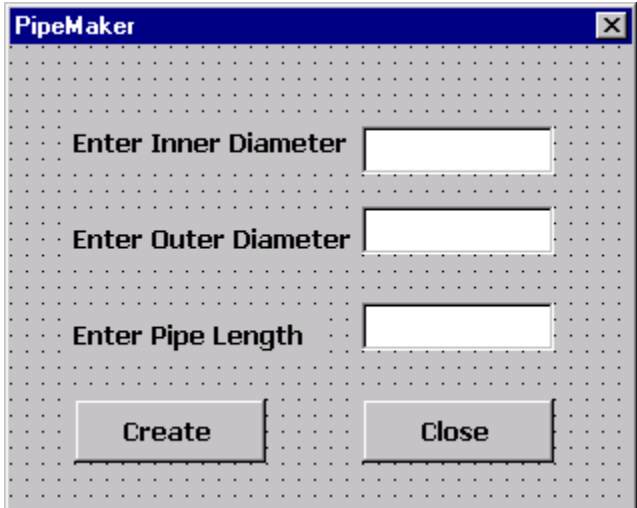 PipeMaker
Enter Inner Diameter
Enter Outer Diameter
Enter Pipe Length
Create Close